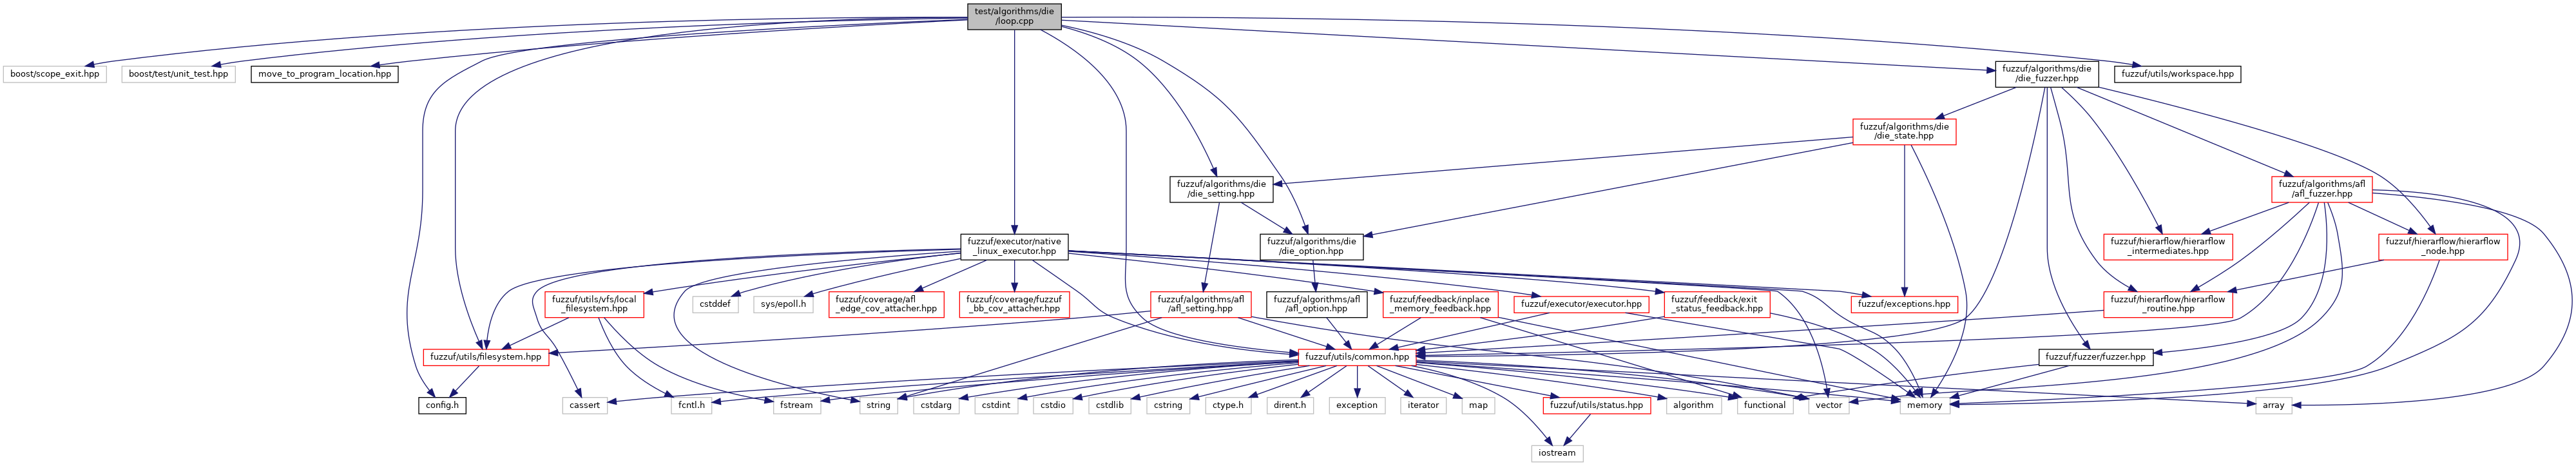 test/algorithms/die
/loop.cpp
boost/scope_exit.hpp
boost/test/unit_test.hpp
move_to_program_location.hpp
fuzzuf/algorithms/die
/die_fuzzer.hpp
fuzzuf/utils/workspace.hpp
fuzzuf/algorithms/die
/die_state.hpp
fuzzuf/algorithms/die
/die_setting.hpp
fuzzuf/algorithms/afl
/afl_fuzzer.hpp
fuzzuf/executor/native
_linux_executor.hpp
fuzzuf/algorithms/die
/die_option.hpp
fuzzuf/hierarflow/hierarflow
_intermediates.hpp
fuzzuf/hierarflow/hierarflow
_node.hpp
fuzzuf/utils/vfs/local
_filesystem.hpp
cstddef
sys/epoll.h
fuzzuf/coverage/afl
_edge_cov_attacher.hpp
fuzzuf/coverage/fuzzuf
_bb_cov_attacher.hpp
fuzzuf/algorithms/afl
/afl_setting.hpp
fuzzuf/algorithms/afl
/afl_option.hpp
fuzzuf/feedback/inplace
_memory_feedback.hpp
fuzzuf/executor/executor.hpp
fuzzuf/feedback/exit
_status_feedback.hpp
fuzzuf/exceptions.hpp
fuzzuf/hierarflow/hierarflow
_routine.hpp
fuzzuf/utils/filesystem.hpp
fuzzuf/utils/common.hpp
fuzzuf/fuzzer/fuzzer.hpp
config.h
cassert
fcntl.h
fstream
string
cstdarg
cstdint
cstdio
cstdlib
cstring
ctype.h
dirent.h
exception
iterator
map
fuzzuf/utils/status.hpp
algorithm
functional
vector
memory
array
iostream